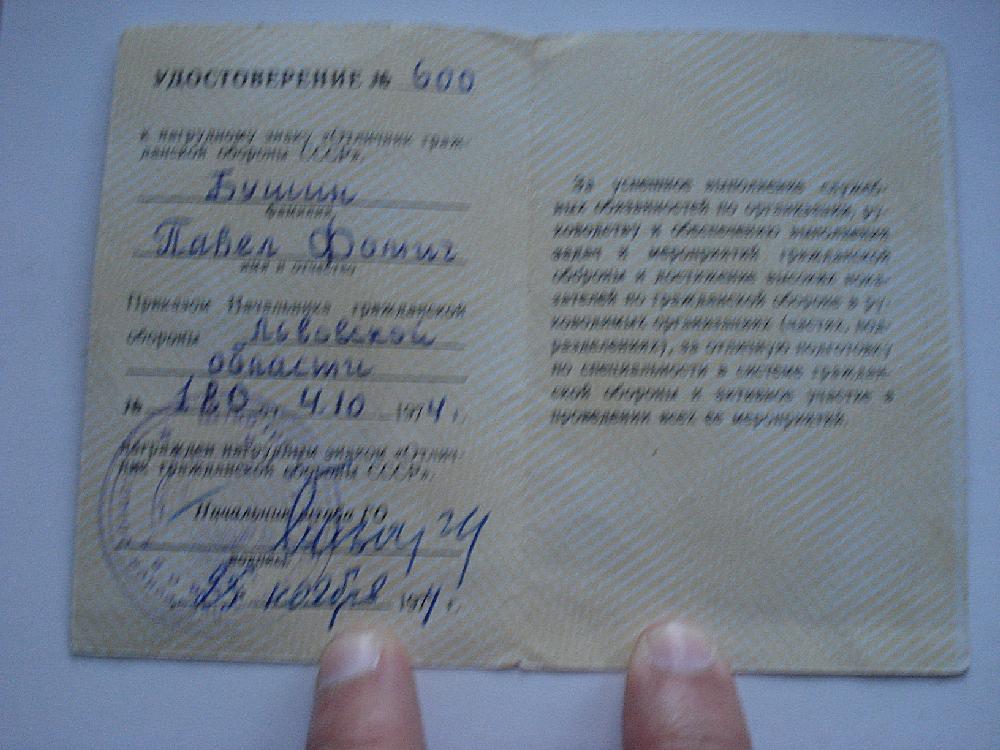 УДОСТОВЕРЕНИЕ № 600
к нагрудному знаку «Отличник граж-
данской обороны СССР».
Бушин
фамилия
Павел Фотич
имя и отчество
Приказом Начальника гражданской
обороны Львовской
области
№ 180 от 4.10 1974 г.
награжден нагрудным знаком «Отлич-
ник гражданской обороны СССР».
Начальник штаба ГО
подпись
25 ноября 1974 г.
За успешное выполнение служеб-
ных обязанностей по организации, ру-
ководству и обеспечению выполнения
задач и мероприятий гражданской
обороны и достижение высоких пока-
зателей по гражданской обороне в ру-
ководимых организациях (частях, под-
разделениях), за отличную подготовку
по специальности в системе граждан-
ской обороны и активное участие в
проведении всех ее мероприятий.